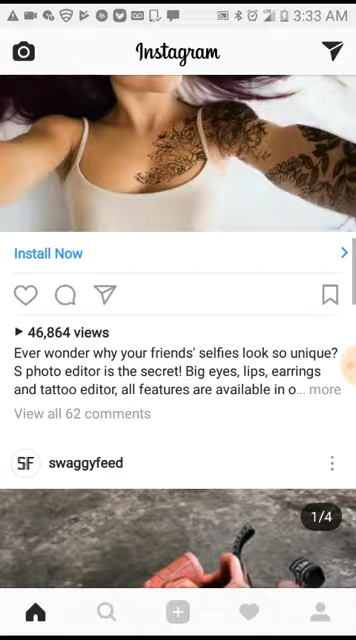 3:33 AM
Instagram
Install Now
46,864 views
Ever wonder why your friends' selfies look so unique?
S photo editor is the secret! Big eyes, lips, earrings
and tattoo editor, all features are available in o... more
View all 62 comments
SF swaggyfeed
1/4